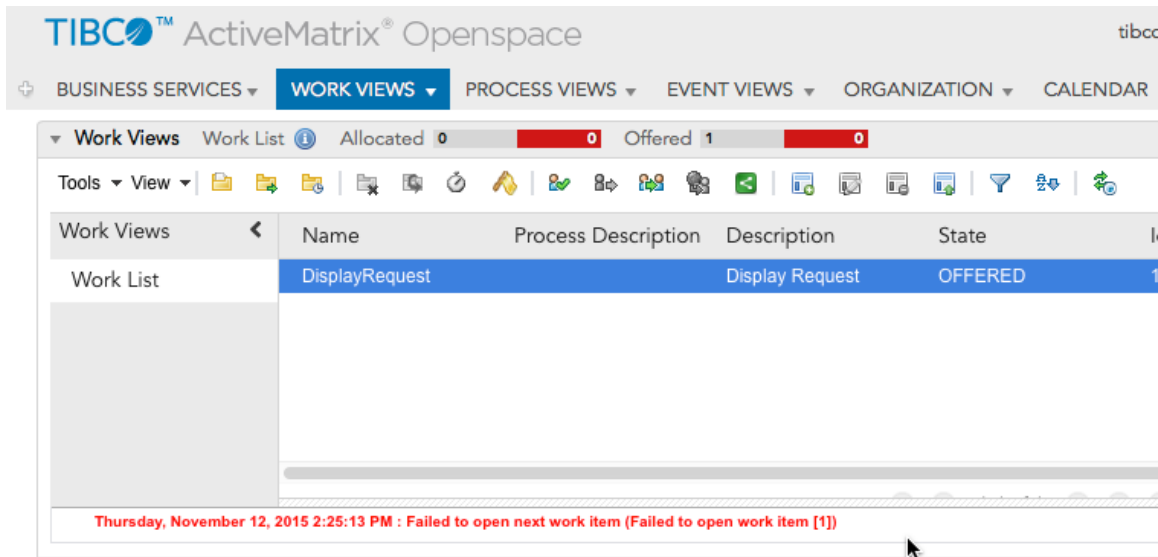 TIBCO™ ActiveMatrix® Openspace
tibco
BUSINESS SERVICES WORK VIEWS PROCESS VIEWS EVENT VIEWS ORGANIZATION CALENDAR
Work Views Work List Allocated 0 0 Offered 1 0
Tools View
Work Views
Name Process Description Description State
Work List
DisplayRequest Display Request OFFERED 1
Thursday, November 12, 2015 2:25:13 PM : Failed to open next work item (Failed to open work item [1])